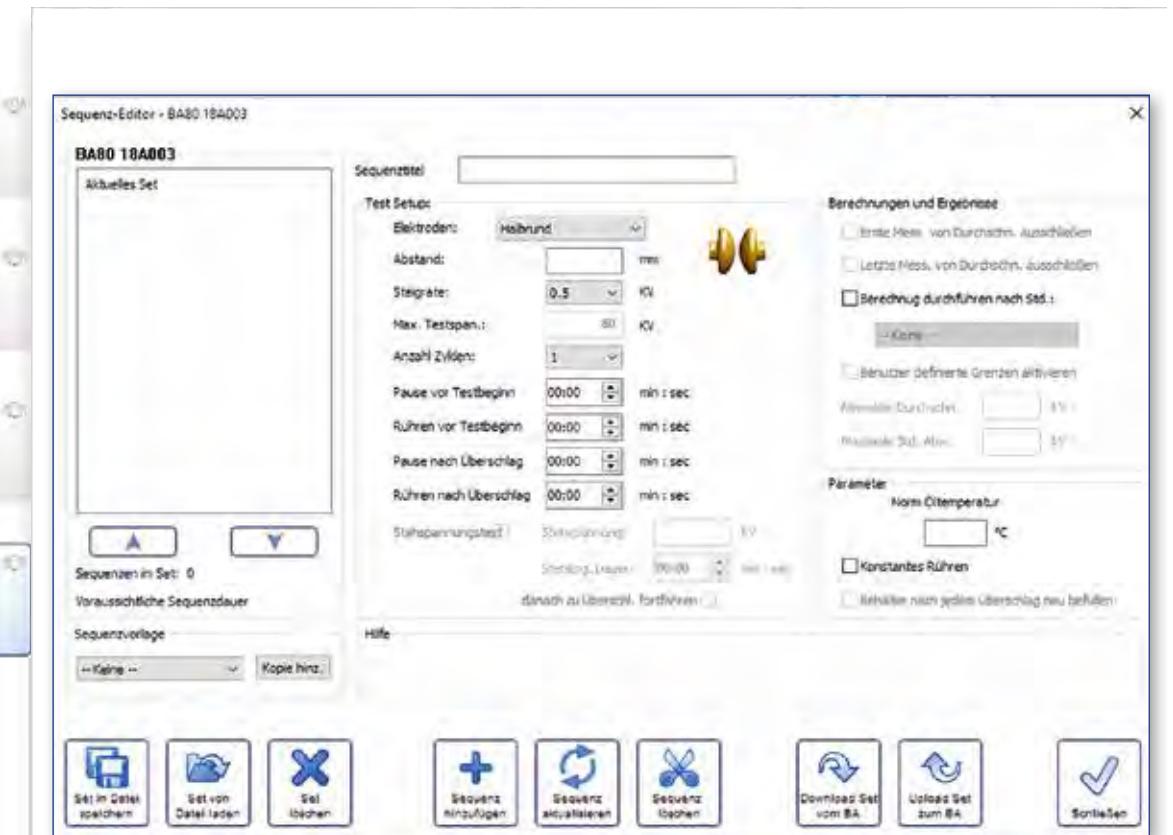 Sequenz-Editor - BA80 18A003
BA80 18A003
Aktuelles Set
Sequenzen in Set: 0
Voraussichtliche Sequenzdauer
Sequenzvorlage
-- Keine --
Kopie hinz.
Sequenztitel
Test Setup:
Elektroden: Halbrund
Abstand: mm
Steigrate: 0.5 KV
Max. Testspan.: 80 KV
Anzahl Zyklen: 1
Pause vor Testbeginn 00:00 min : sec
Rühren vor Testbeginn 00:00 min : sec
Pause nach Überschlag 00:00 min : sec
Rühren nach Überschlag 00:00 min : sec
Stehspannungstest: Stehspannung: KV
00:00 min : sec
danach zu Überschl. fortfahren
Berechnungen und Ergebnisse
Erste Mess. von Durchschn. ausschließen
Letzte Mess. von Durchschn. ausschließen
Berechnug durchführen nach Std.:
-- Keine --
Benutzer definierte Grenzen aktivieren
Parameter
Norm Öltemperatur
°C
Konstantes Rühren
Behälter nach jedem Überschlag neu befüllen
Hilfe
Set in Datei
speichern
Set von
Datei laden
Set
löschen
Sequenz
hinzufügen
Sequenz
aktualisieren
Sequenz
löschen
Download Set
vom BA
Upload Set
zum BA
Schließen